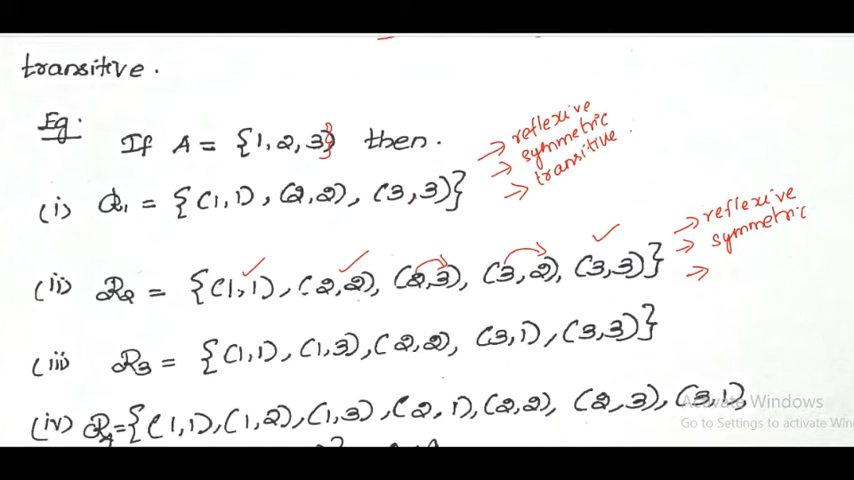 transitive.
Eg:
If A = {1,2,3} then.
→ reflexive
→ symmetric
→ transitive.
(i) R₁ = {(1,1), (2,2), (3,3)}
→ reflexive
→ symmetric
→
(ii) R₂ = {(1,1), (2,2), (2,3), (3,2), (3,3)}
(iii) R₃ = {(1,1), (1,3), (2,2), (3,1), (3,3)}
(iv) R₄ = {(1,1), (1,2), (1,3), (2,1), (2,2), (2,3), (3,1),
Activate Windows
Go to Settings to activate Win